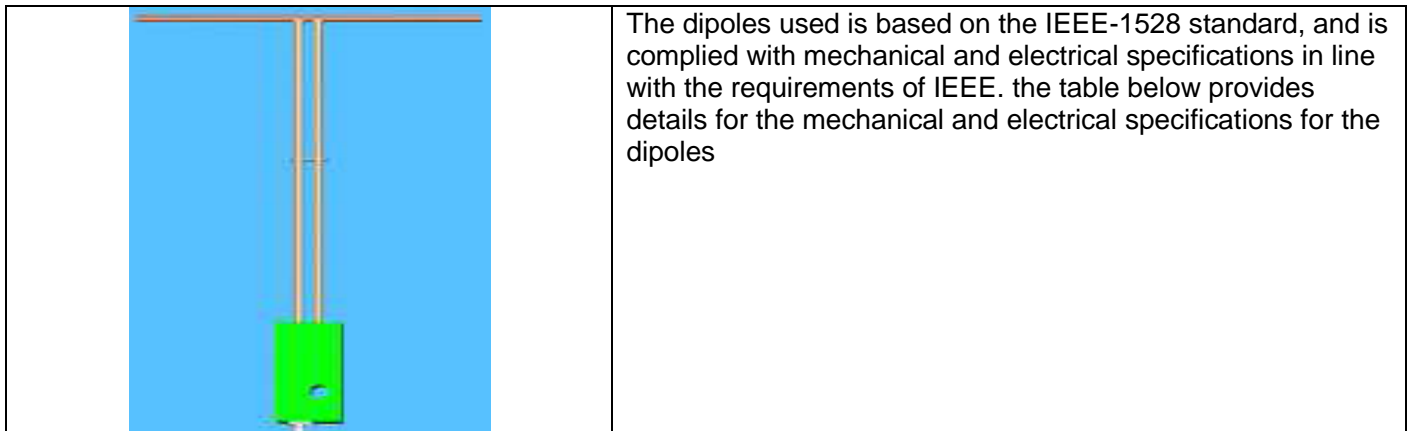 The dipoles used is based on the IEEE-1528 standard, and is
complied with mechanical and electrical specifications in line
with the requirements of IEEE. the table below provides
details for the mechanical and electrical specifications for the
dipoles